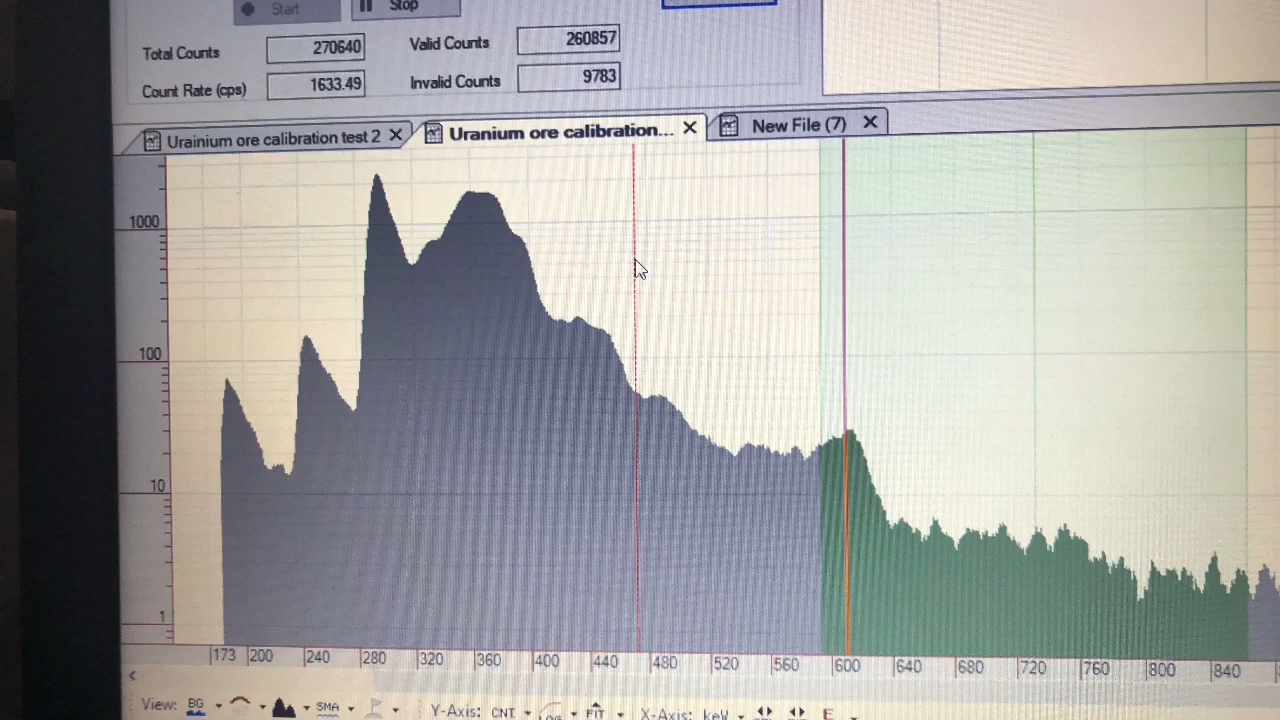 Start
Stop
Total Counts 270640 Valid Counts 260857
Count Rate (cps) 1633.49 Invalid Counts 9783
Urainium ore calibration test 2 Uranium ore calibration... New File (7)
1000
100
10
1
173 200 240 280 320 360 400 440 480 520 560 600 640 680 720 760 800 840
View: BG SMA Y-Axis: CNT LOG FIT X-Axis: keV E